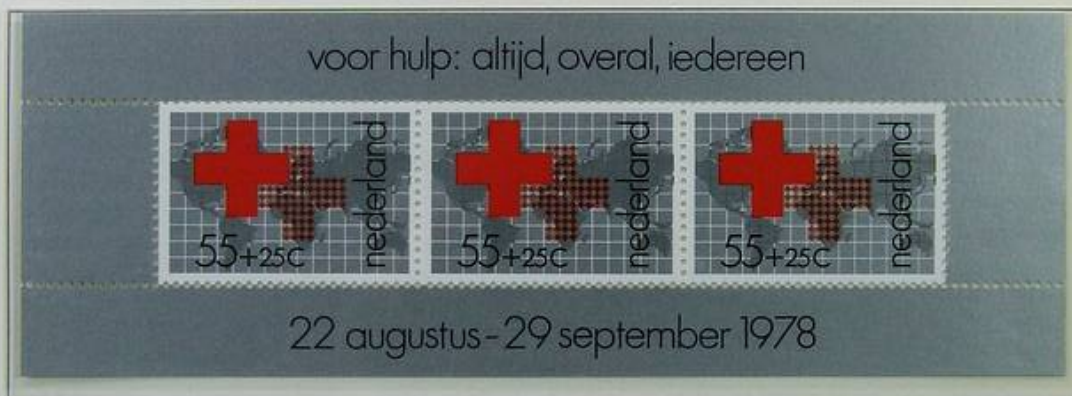 voor hulp: altijd, overal, iedereen
55+25c nederland
55+25c nederland
55+25c nederland
22 augustus-29 september 1978